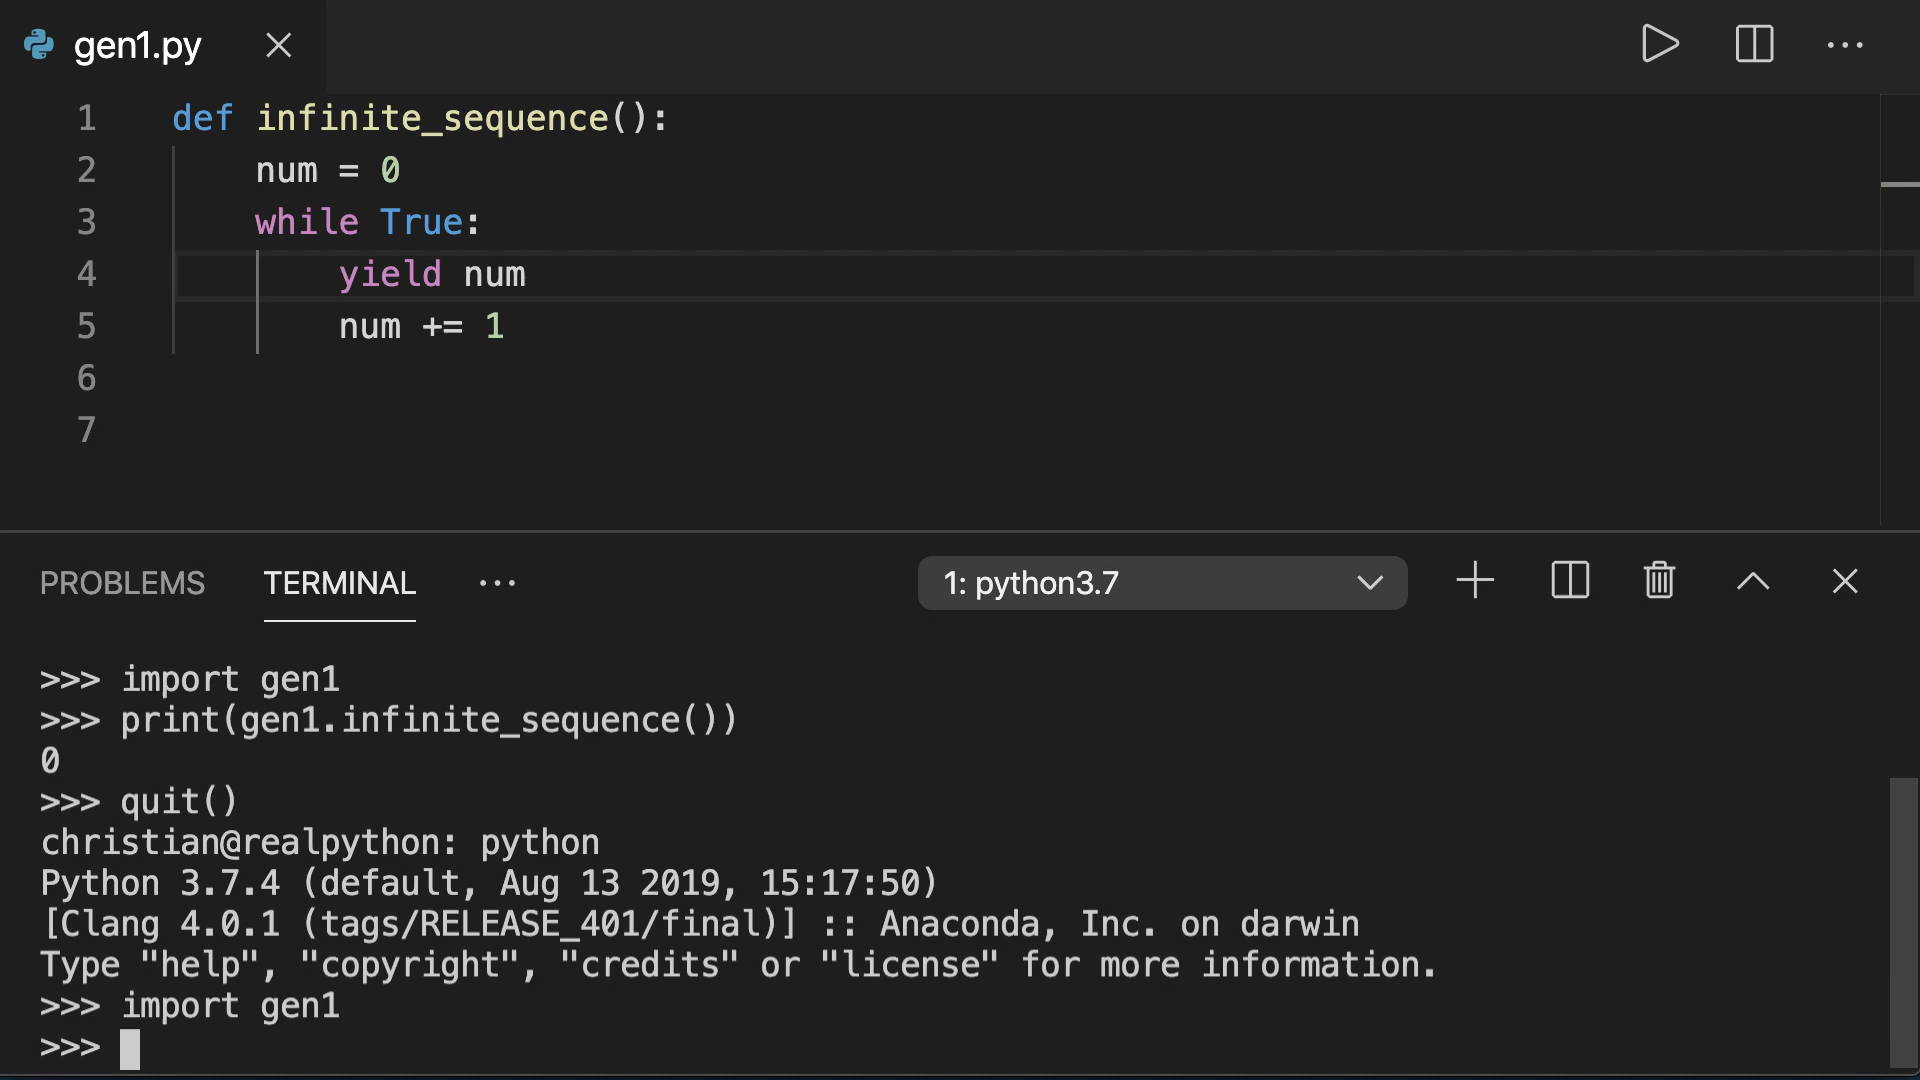 gen1.py
1 def infinite_sequence():
2 num = 0
3 while True:
4 yield num
5 num += 1
6
7
PROBLEMS TERMINAL ··· 1: python3.7
>>> import gen1
>>> print(gen1.infinite_sequence())
0
>>> quit()
christian@realpython: python
Python 3.7.4 (default, Aug 13 2019, 15:17:50)
[Clang 4.0.1 (tags/RELEASE_401/final)] :: Anaconda, Inc. on darwin
Type "help", "copyright", "credits" or "license" for more information.
>>> import gen1
>>>